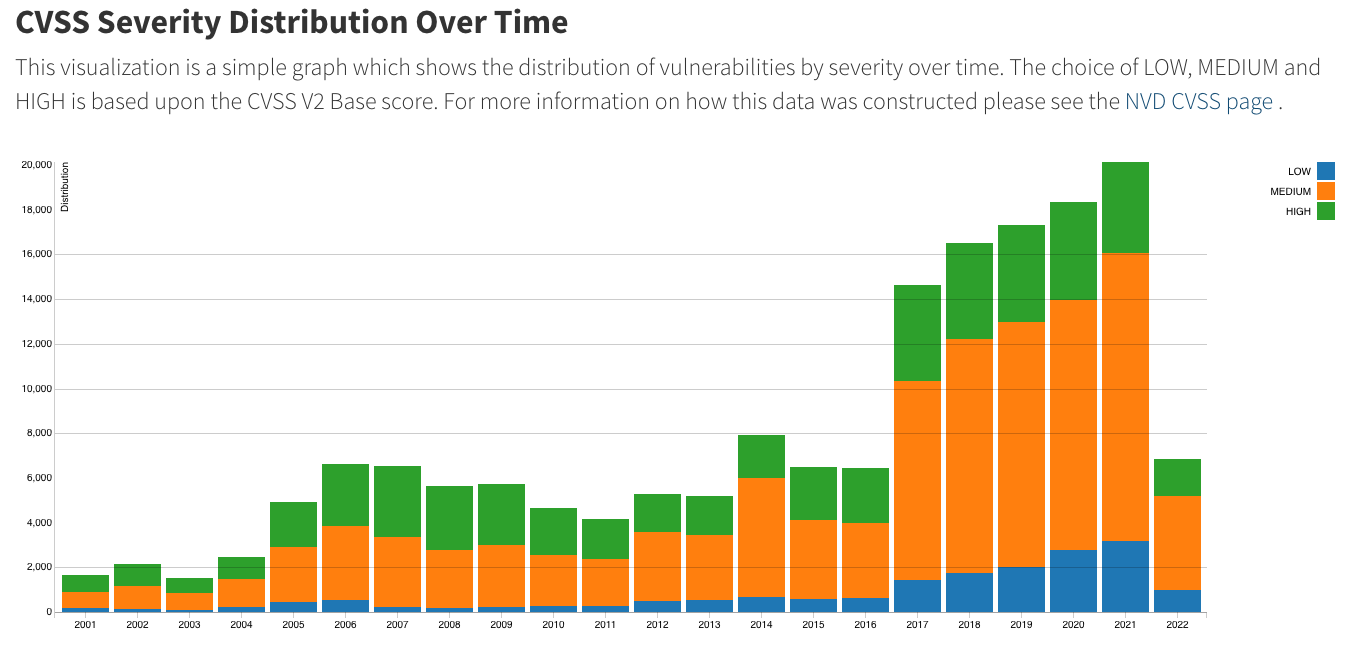 CVSS Severity Distribution Over Time
This visualization is a simple graph which shows the distribution of vulnerabilities by severity over time. The choice of LOW, MEDIUM and
HIGH is based upon the CVSS V2 Base score. For more information on how this data was constructed please see the NVD CVSS page .
20,000
Distribution
LOW
MEDIUM
HIGH
18,000
16,000
14,000
12,000
10,000
8,000
6,000
4,000
2,000
0
2001 2002 2003 2004 2005 2006 2007 2008 2009 2010 2011 2012 2013 2014 2015 2016 2017 2018 2019 2020 2021 2022